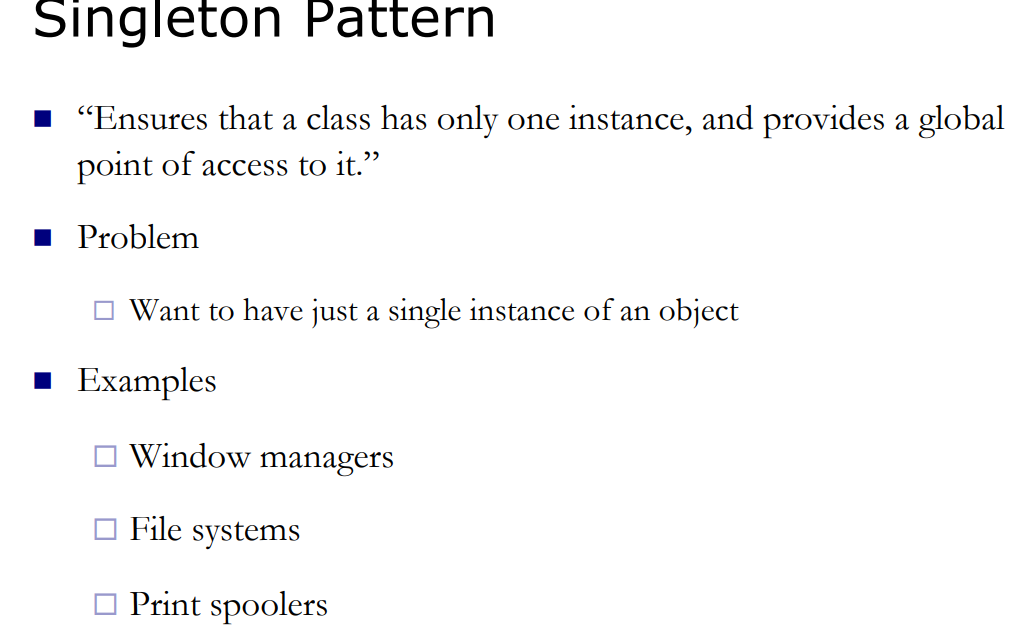 Singleton Pattern
“Ensures that a class has only one instance, and provides a global
point of access to it.”
Problem
Want to have just a single instance of an object
Examples
Window managers
File systems
Print spoolers